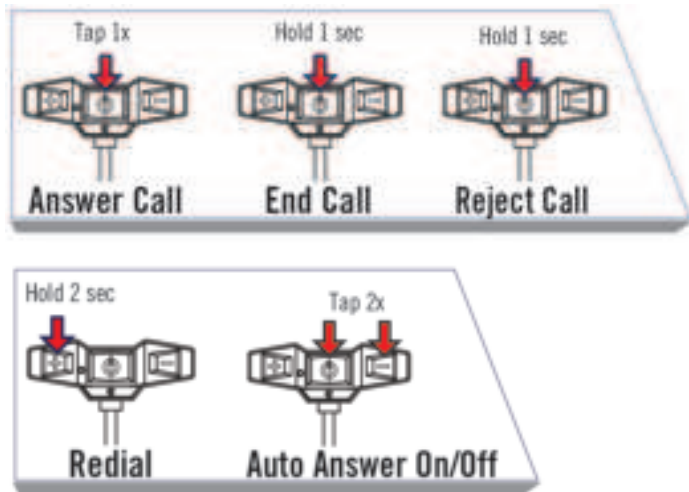 Tap 1x Hold 1 sec Hold 1 sec
Answer Call End Call Reject Call
Hold 2 sec Tap 2x
Redial Auto Answer On/Off